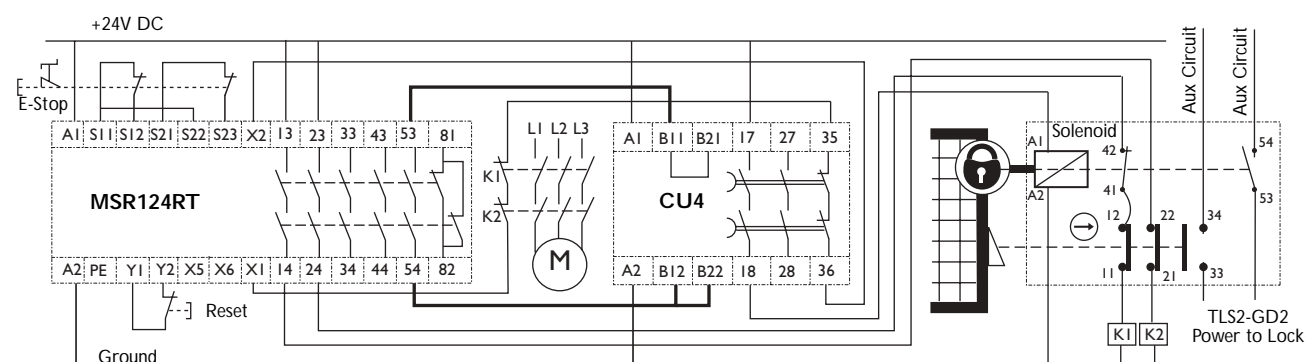 +24V DC
E-Stop
A1 S11 S12 S21 S22 S23 X2 13 23 33 43 53 81
MSR124RT
A2 PE Y1 Y2 X5 X6 X1 14 24 34 44 54 82
Reset
Ground
L1 L2 L3
K1
K2
M
A1 B11 B21 17 27 35
CU4
A2 B12 B22 18 28 36
Aux Circuit
Aux Circuit
Solenoid
A1
A2
42
41
54
53
12 22 34
11 21 33
K1 K2
TLS2-GD2
Power to Lock